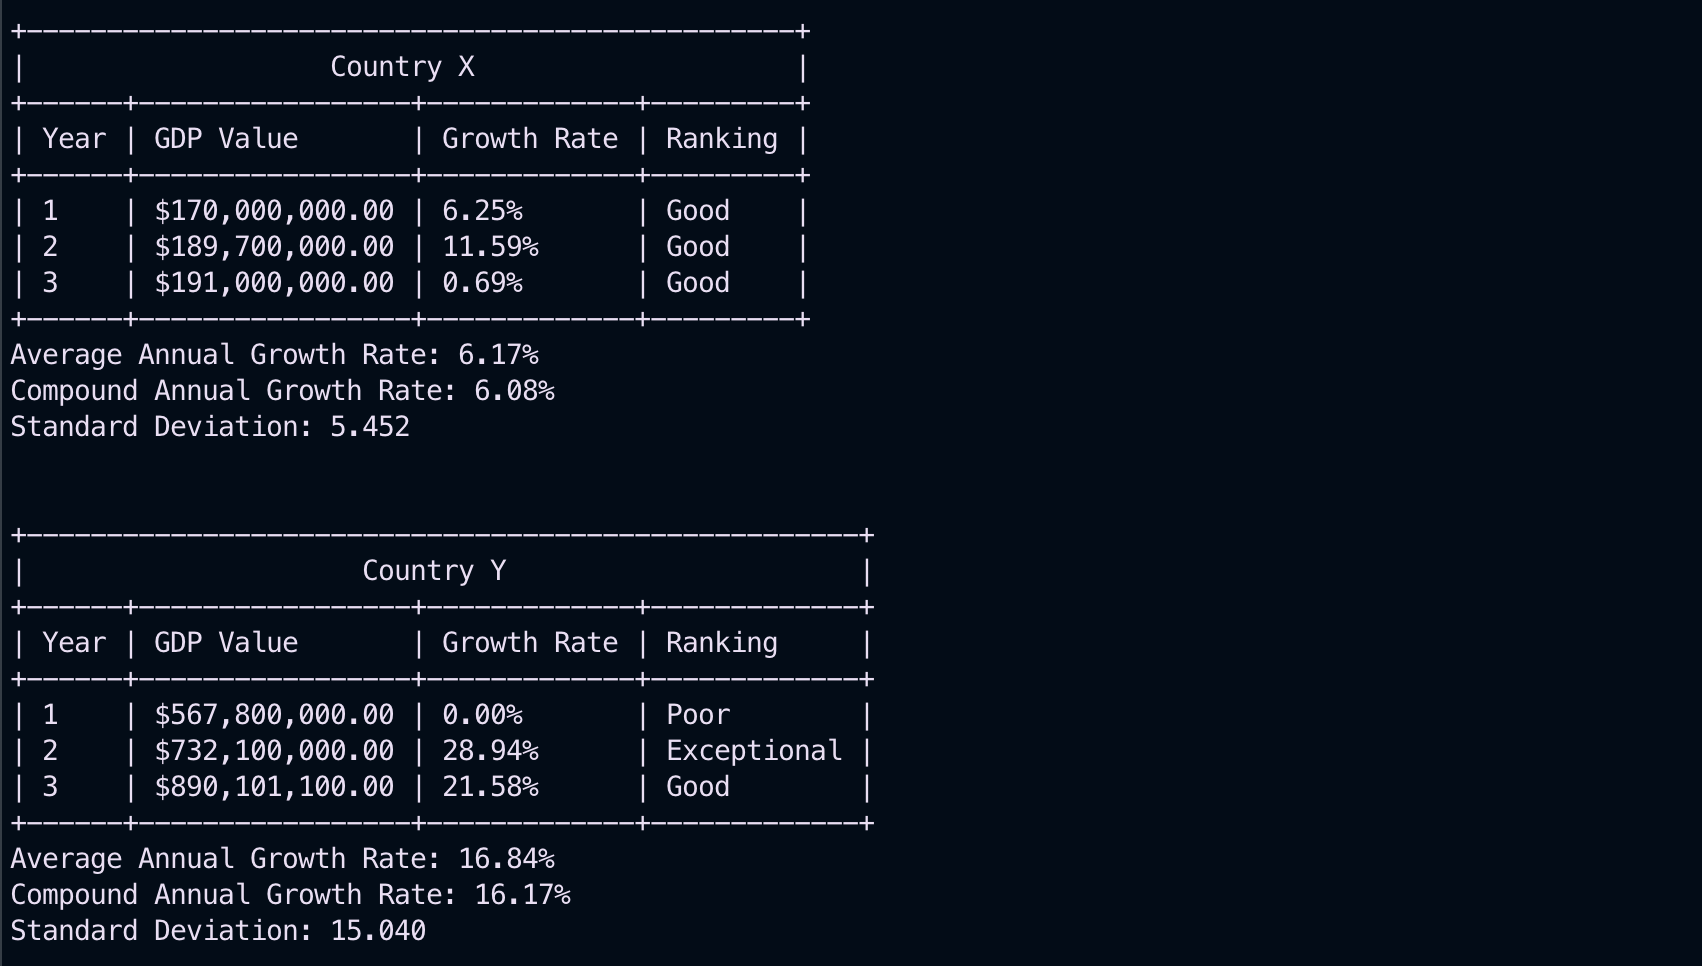 +------------------------------------------------+
|                   Country X                    |
+------+-----------------+-------------+---------+
| Year | GDP Value       | Growth Rate | Ranking |
+------+-----------------+-------------+---------+
| 1    | $170,000,000.00 | 6.25%       | Good    |
| 2    | $189,700,000.00 | 11.59%      | Good    |
| 3    | $191,000,000.00 | 0.69%       | Good    |
+------+-----------------+-------------+---------+
Average Annual Growth Rate: 6.17%
Compound Annual Growth Rate: 6.08%
Standard Deviation: 5.452
+----------------------------------------------------+
|                     Country Y                      |
+------+-----------------+-------------+-------------+
| Year | GDP Value       | Growth Rate | Ranking     |
+------+-----------------+-------------+-------------+
| 1    | $567,800,000.00 | 0.00%       | Poor        |
| 2    | $732,100,000.00 | 28.94%      | Exceptional |
| 3    | $890,101,100.00 | 21.58%      | Good        |
+------+-----------------+-------------+-------------+
Average Annual Growth Rate: 16.84%
Compound Annual Growth Rate: 16.17%
Standard Deviation: 15.040